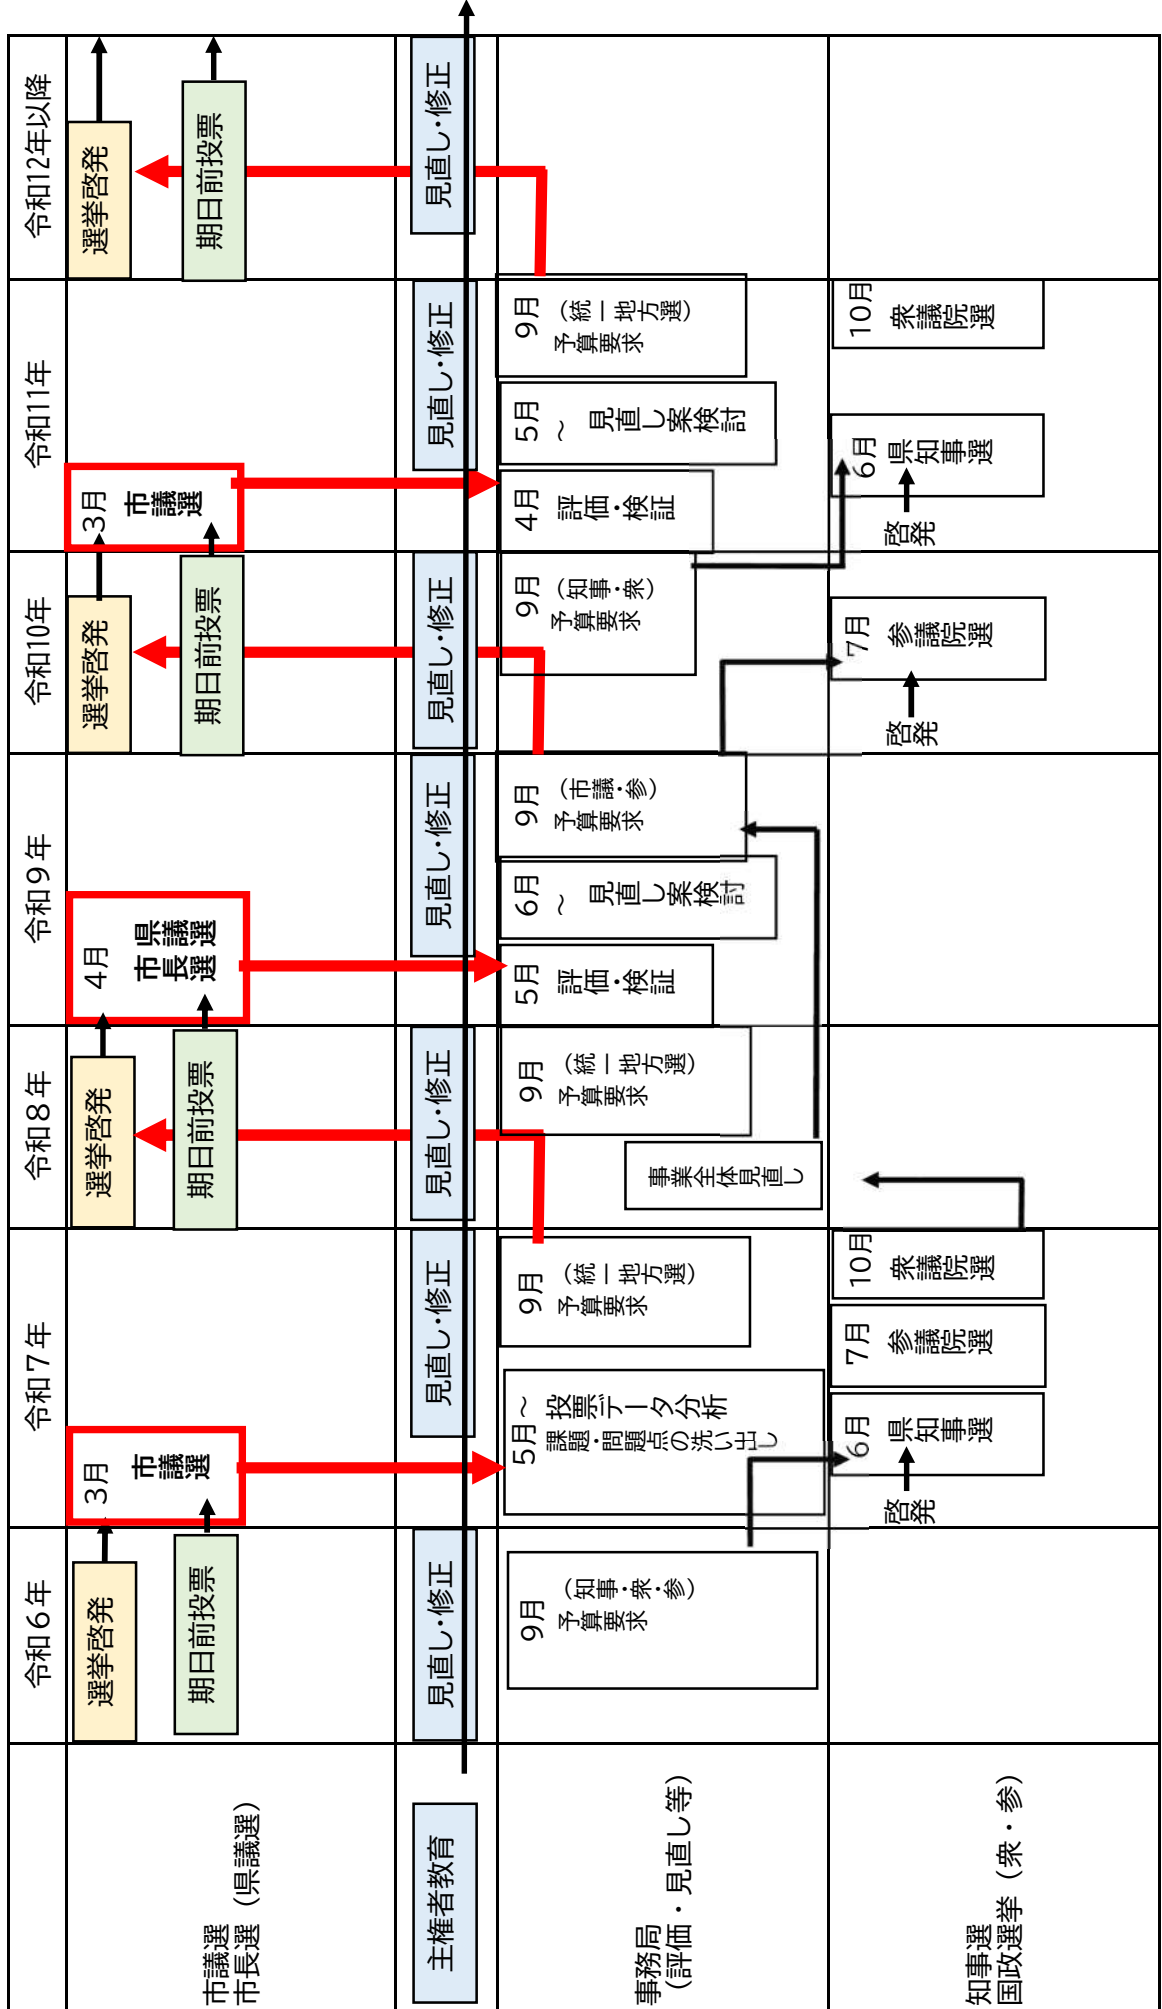 令和６年
令和７年
令和８年
令和９年
令和10年
令和11年
令和12年以降
市議選
市長選（県議選）
選挙啓発
期日前投票
3月
市議選
選挙啓発
期日前投票
4月
県議選
市長選
選挙啓発
期日前投票
3月
市議選
選挙啓発
期日前投票
主権者教育
見直し・修正
見直し・修正
見直し・修正
見直し・修正
見直し・修正
見直し・修正
見直し・修正
事務局
（評価・見直し等）
9月
（知事・衆・参）
予算要求
5月～
投票データ分析
課題・問題点の洗い出し
9月
（統一地方選）
予算要求
事業全体見直し
9月
（統一地方選）
予算要求
5月
評価・検証
6月
～
見直し案検討
9月
（市議・参）
予算要求
9月
（知事・衆）
予算要求
4月
評価・検証
5月
～
見直し案検討
9月
（統一地方選）
予算要求
知事選
国政選挙（衆・参）
啓発
6月
県知事選
7月
参議院選
10月
衆議院選
啓発
7月
参議院選
啓発
6月
県知事選
10月
衆議院選